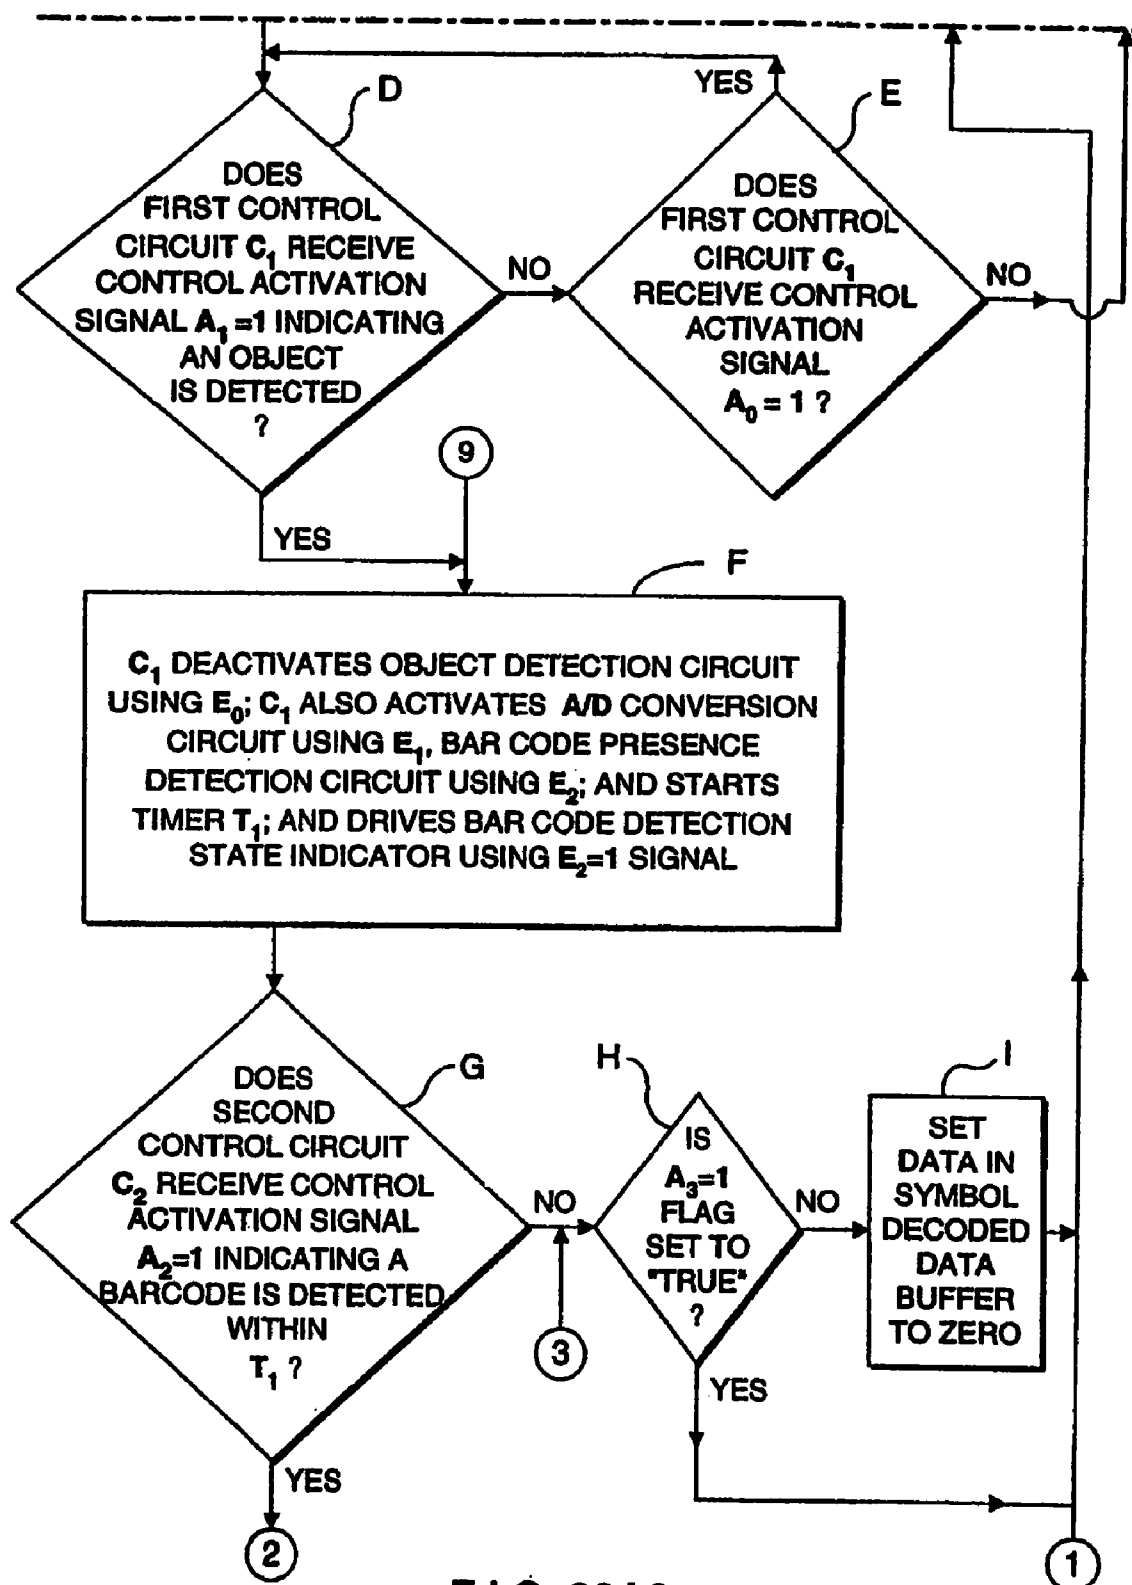 D
DOES
FIRST CONTROL
CIRCUIT C₁ RECEIVE
CONTROL ACTIVATION
SIGNAL A₁ =1 INDICATING
AN OBJECT
IS DETECTED
?
NO
YES
E
DOES
FIRST CONTROL
CIRCUIT C₁
RECEIVE CONTROL
ACTIVATION
SIGNAL
A₀ = 1 ?
YES
NO
9
F
C₁ DEACTIVATES OBJECT DETECTION CIRCUIT
USING E₀; C₁ ALSO ACTIVATES A/D CONVERSION
CIRCUIT USING E₁, BAR CODE PRESENCE
DETECTION CIRCUIT USING E₂; AND STARTS
TIMER T₁; AND DRIVES BAR CODE DETECTION
STATE INDICATOR USING E₂=1 SIGNAL
G
DOES
SECOND
CONTROL CIRCUIT
C₂ RECEIVE CONTROL
ACTIVATION SIGNAL
A₂=1 INDICATING A
BARCODE IS DETECTED
WITHIN
T₁ ?
NO
YES
2
3
H
IS
A₃=1
FLAG
SET TO
"TRUE"
?
NO
YES
I
SET
DATA IN
SYMBOL
DECODED
DATA
BUFFER
TO ZERO
1